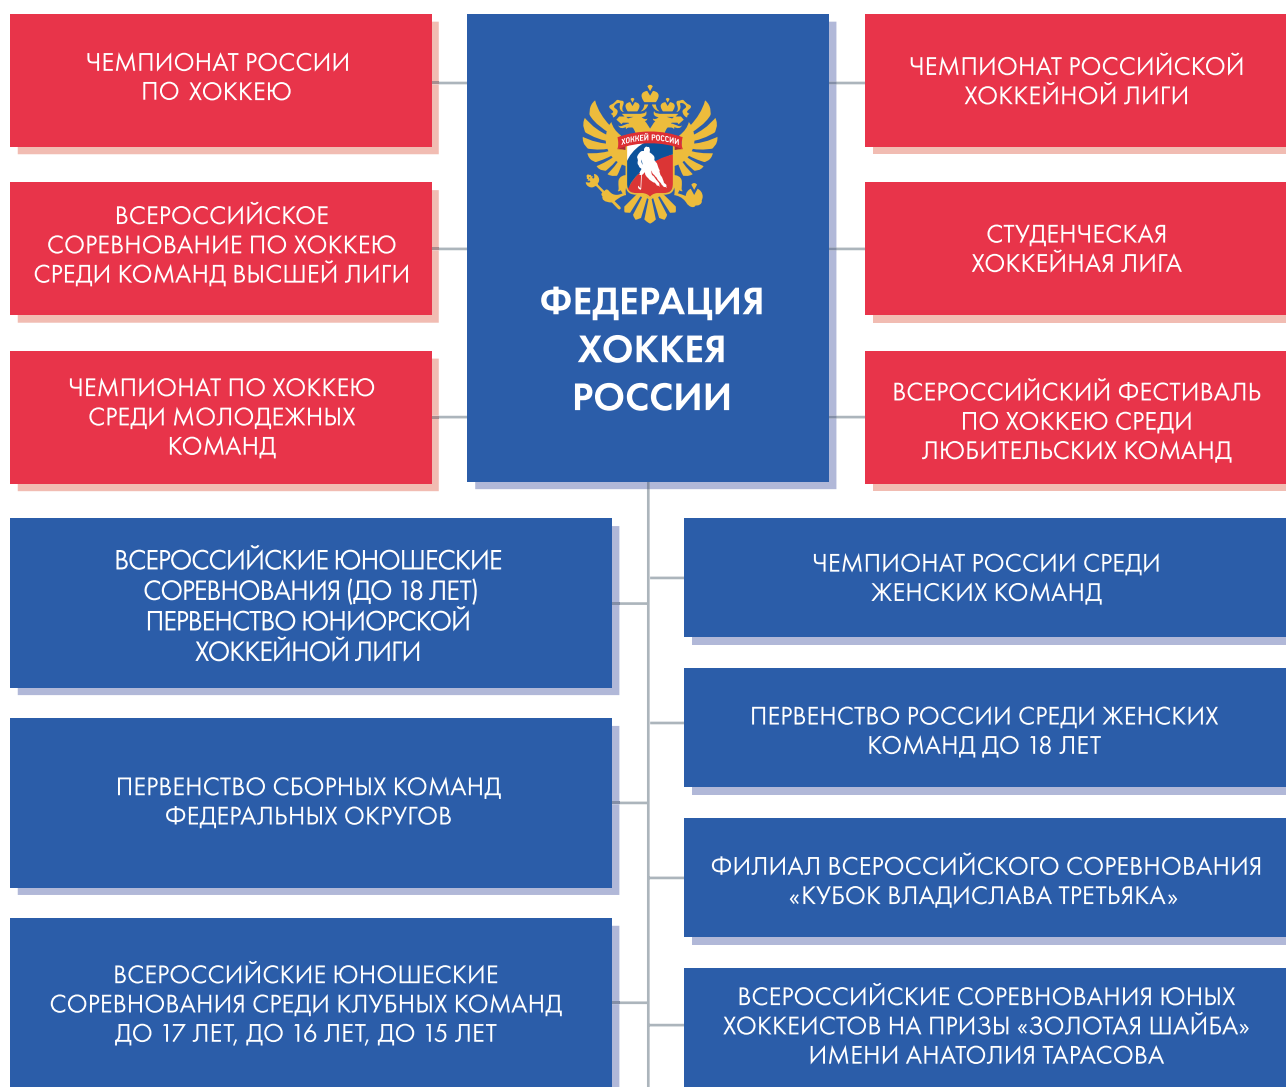 ЧЕМПИОНАТ РОССИИ
ПО ХОККЕЮ
ВСЕРОССИЙСКОЕ
СОРЕВНОВАНИЕ ПО ХОККЕЮ
СРЕДИ КОМАНД ВЫСШЕЙ ЛИГИ
ЧЕМПИОНАТ ПО ХОККЕЮ
СРЕДИ МОЛОДЕЖНЫХ
КОМАНД
ХОККЕЙ РОССИИ
ФЕДЕРАЦИЯ
ХОККЕЯ
РОССИИ
ЧЕМПИОНАТ РОССИЙСКОЙ
ХОККЕЙНОЙ ЛИГИ
СТУДЕНЧЕСКАЯ
ХОККЕЙНАЯ ЛИГА
ВСЕРОССИЙСКИЙ ФЕСТИВАЛЬ
ПО ХОККЕЮ СРЕДИ
ЛЮБИТЕЛЬСКИХ КОМАНД
ВСЕРОССИЙСКИЕ ЮНОШЕСКИЕ
СОРЕВНОВАНИЯ (ДО 18 ЛЕТ)
ПЕРВЕНСТВО ЮНИОРСКОЙ
ХОККЕЙНОЙ ЛИГИ
ПЕРВЕНСТВО СБОРНЫХ КОМАНД
ФЕДЕРАЛЬНЫХ ОКРУГОВ
ВСЕРОССИЙСКИЕ ЮНОШЕСКИЕ
СОРЕВНОВАНИЯ СРЕДИ КЛУБНЫХ КОМАНД
ДО 17 ЛЕТ, ДО 16 ЛЕТ, ДО 15 ЛЕТ
ЧЕМПИОНАТ РОССИИ СРЕДИ
ЖЕНСКИХ КОМАНД
ПЕРВЕНСТВО РОССИИ СРЕДИ ЖЕНСКИХ
КОМАНД ДО 18 ЛЕТ
ФИЛИАЛ ВСЕРОССИЙСКОГО СОРЕВНОВАНИЯ
«КУБОК ВЛАДИСЛАВА ТРЕТЬЯКА»
ВСЕРОССИЙСКИЕ СОРЕВНОВАНИЯ ЮНЫХ
ХОККЕИСТОВ НА ПРИЗЫ «ЗОЛОТАЯ ШАЙБА»
ИМЕНИ АНАТОЛИЯ ТАРАСОВА